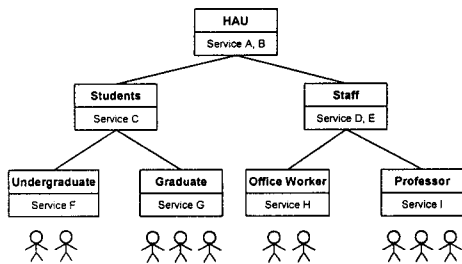 HAU
Service A, B
Students
Service C
Staff
Service D, E
Undergraduate
Service F
Graduate
Service G
Office Worker
Service H
Professor
Service I